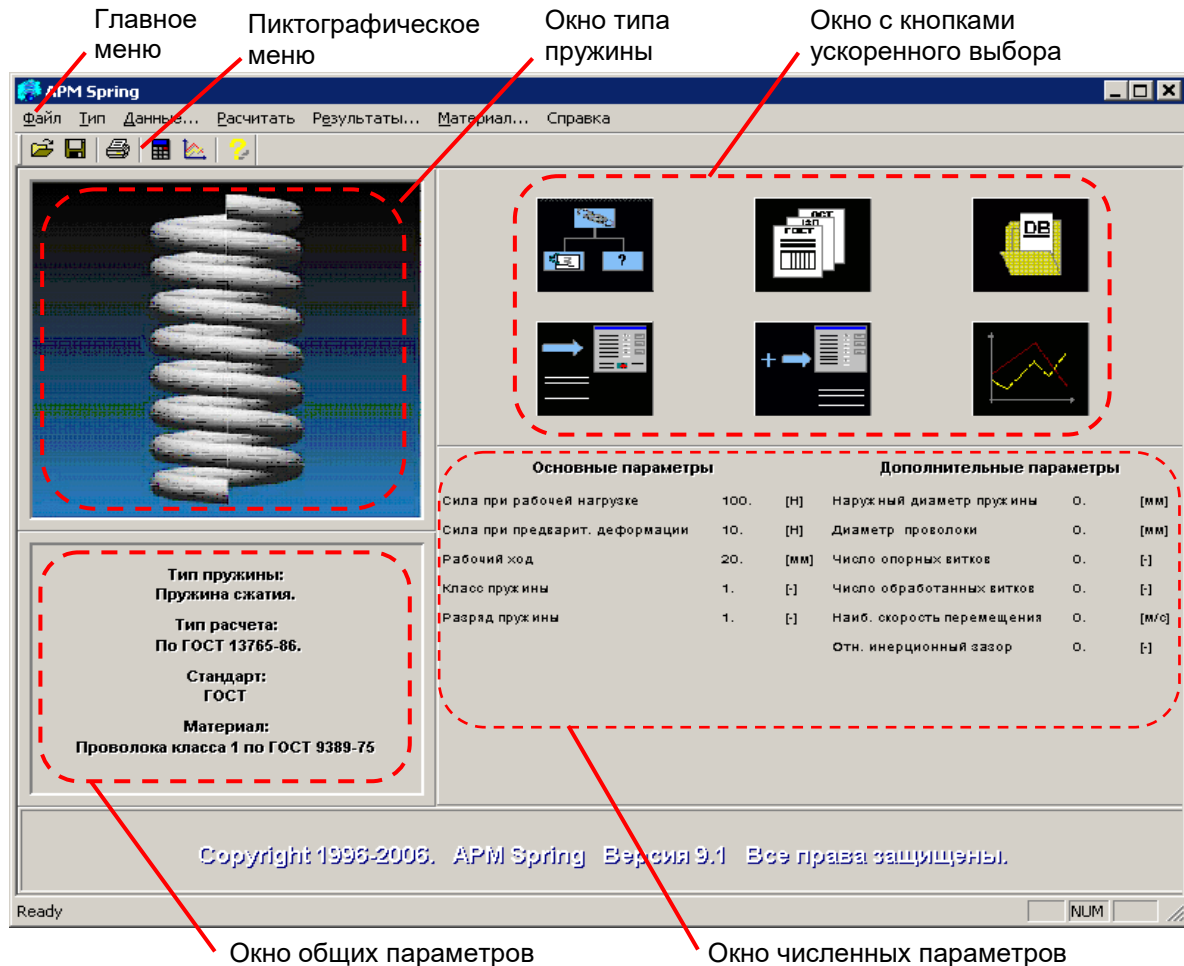 Главное
меню
Пиктографическое
меню
Окно типа
пружины
Окно с кнопками
ускоренного выбора
APM Spring
Файл Тип Данные... Расчитать Результаты... Материал... Справка
ОСТ
ГОСТ
DB
?
Основные параметры
Сила при рабочей нагрузке 100. [Н]
Сила при предварит. деформации 10. [Н]
Рабочий ход 20. [мм]
Класс пружины 1. [-]
Разряд пружины 1. [-]
Дополнительные параметры
Наружный диаметр пружины 0. [мм]
Диаметр проволоки 0. [мм]
Число опорных витков 0. [-]
Число обработанных витков 0. [-]
Наиб. скорость перемещения 0. [м/с]
Отн. инерционный зазор 0. [-]
Тип пружины:
Пружина сжатия.
Тип расчета:
По ГОСТ 13765-86.
Стандарт:
ГОСТ
Материал:
Проволока класса 1 по ГОСТ 9389-75
Copyright 1996-2006. APM Spring Версия 9.1 Все права защищены.
Ready NUM
Окно общих параметров
Окно численных параметров